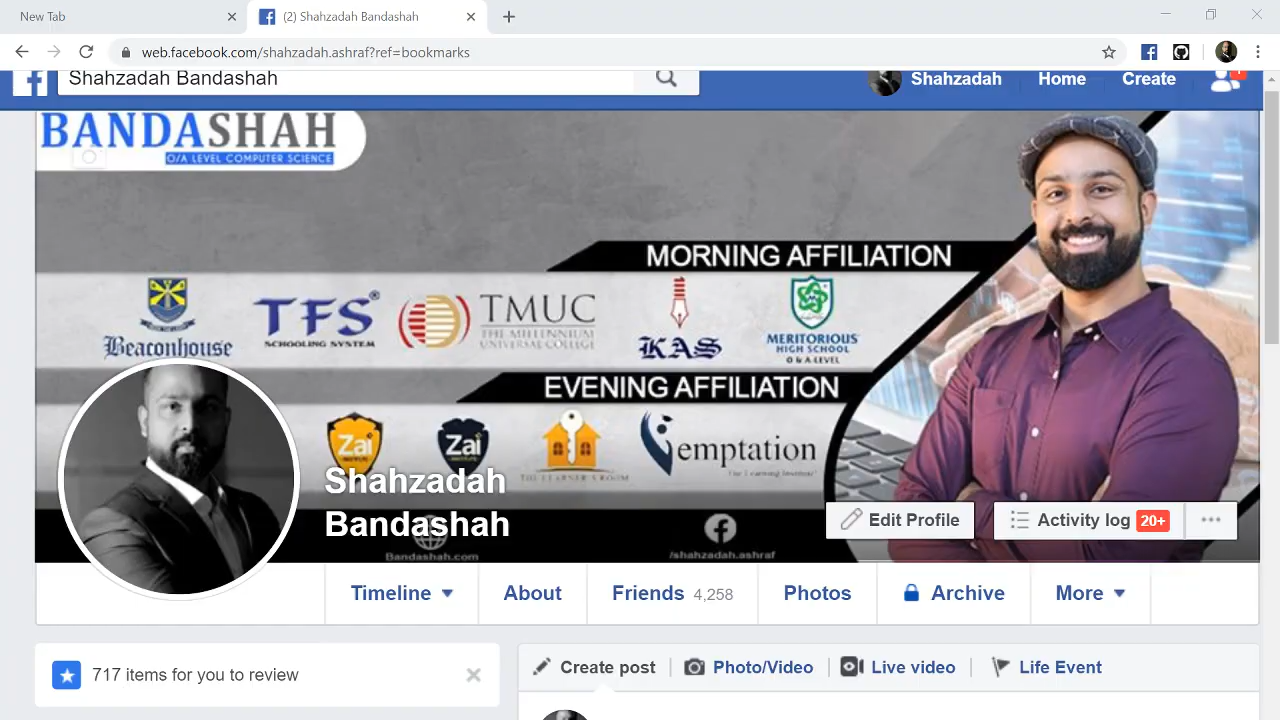 New Tab
(2) Shahzadah Bandashah
web.facebook.com/shahzadah.ashraf?ref=bookmarks
Shahzadah Bandashah
Shahzadah
Home
Create
BANDASHAH
O/A LEVEL COMPUTER SCIENCE
MORNING AFFILIATION
Beaconhouse
TFS®
SCHOOLING SYSTEM
TMUC
THE MILLENNIUM
UNIVERSAL COLLEGE
KAS
MERITORIOUS
HIGH SCHOOL
O & A-LEVEL
EVENING AFFILIATION
Zai
Zai
THE LEARNER'S ROOM
emptation
The Learning Institute
Shahzadah
Bandashah
Bandashah.com
/shahzadah.ashraf
Edit Profile
Activity log 20+
Timeline
About
Friends 4,258
Photos
Archive
More
717 items for you to review
Create post
Photo/Video
Live video
Life Event